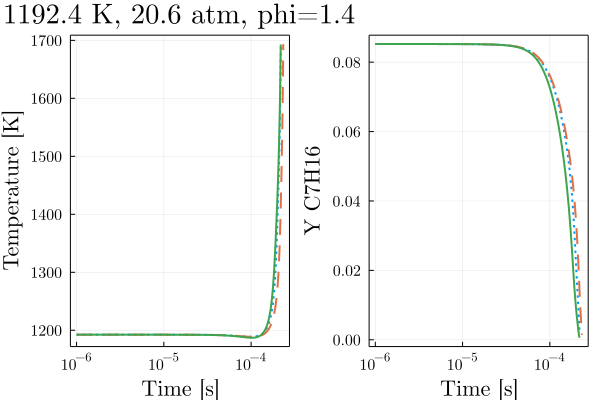 1192.4 K, 20.6 atm, phi=1.4
Temperature [K]
1700
1600
1500
1400
1300
1200
10⁻⁶ 10⁻⁵ 10⁻⁴
Time [s]
Y C7H16
0.08
0.06
0.04
0.02
0.00
10⁻⁶ 10⁻⁵ 10⁻⁴
Time [s]